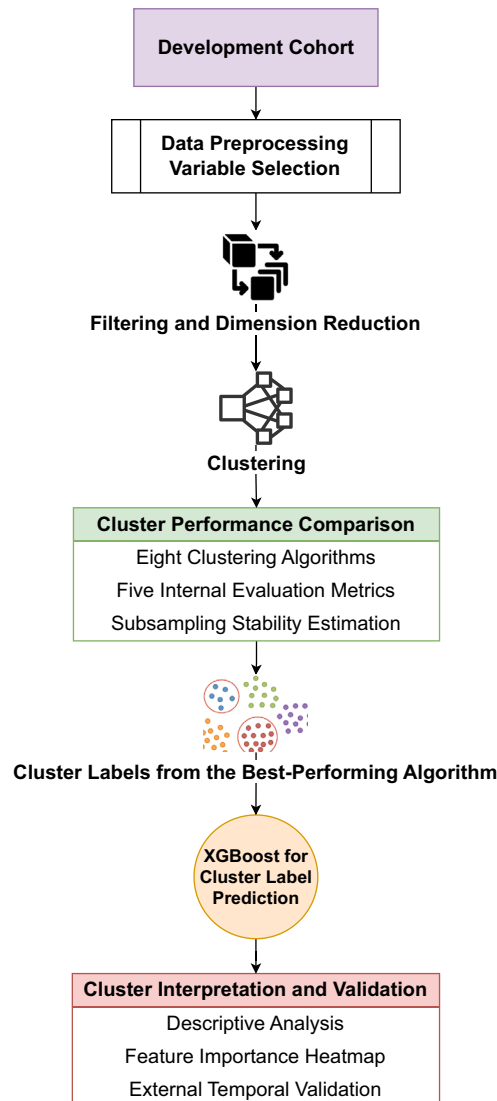 Development Cohort
Data Preprocessing
Variable Selection
Filtering and Dimension Reduction
Clustering
Cluster Performance Comparison
Eight Clustering Algorithms
Five Internal Evaluation Metrics
Subsampling Stability Estimation
Cluster Labels from the Best-Performing Algorithm
XGBoost for
Cluster Label
Prediction
Cluster Interpretation and Validation
Descriptive Analysis
Feature Importance Heatmap
External Temporal Validation